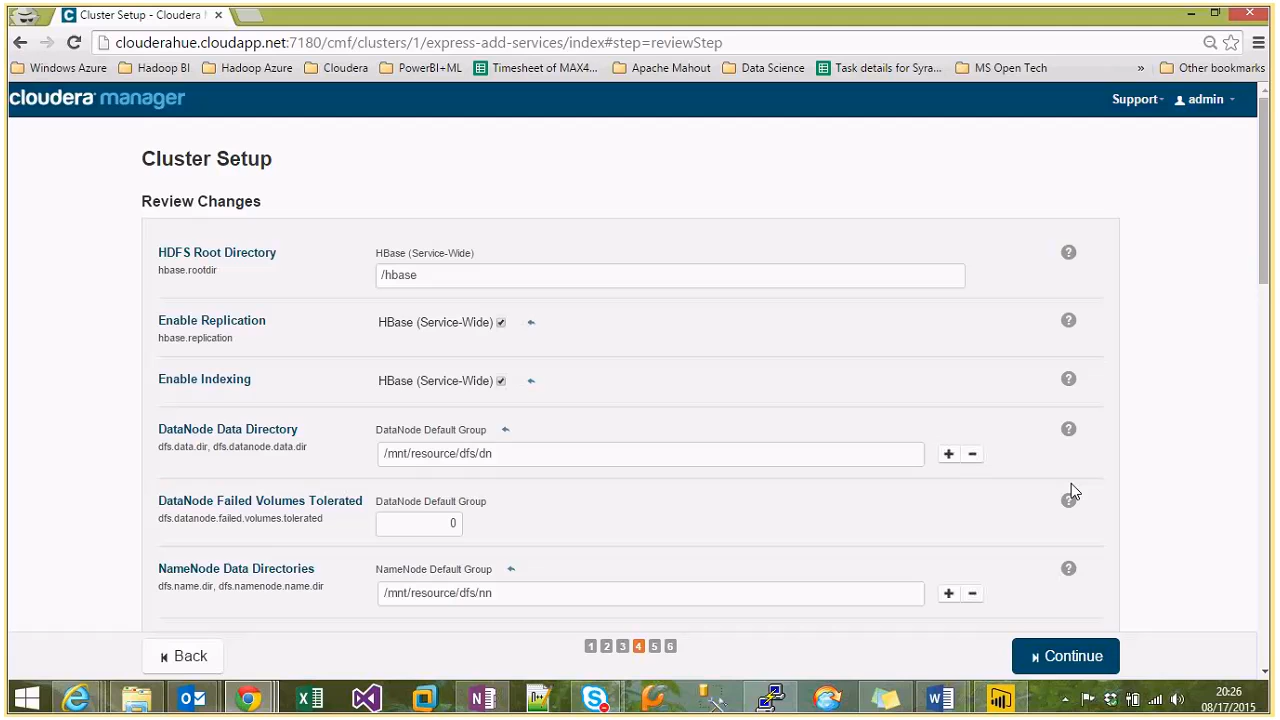 Cluster Setup - Cloudera
clouderahue.cloudapp.net:7180/cmf/clusters/1/express-add-service/index#step=reviewStep
Windows Azure Hadoop BI Hadoop Azure Cloudera PowerBI+ML Timesheet of MAX4... Apache Mahout Data Science Task details for Syra... MS Open Tech » Other bookmarks
cloudera manager Support admin
Cluster Setup
Review Changes
HDFS Root Directory HBase (Service-Wide)
hbase.rootdir /hbase
Enable Replication HBase (Service-Wide)
hbase.replication
Enable Indexing HBase (Service-Wide)
DataNode Data Directory DataNode Default Group
dfs.data.dir, dfs.datanode.data.dir /mnt/resource/dfs/dn
DataNode Failed Volumes Tolerated DataNode Default Group
dfs.datanode.failed.volumes.tolerated 0
NameNode Data Directories NameNode Default Group
dfs.name.dir, dfs.namenode.name.dir /mnt/resource/dfs/nn
Back 1 2 3 4 5 6 Continue
20:26
08/17/2015